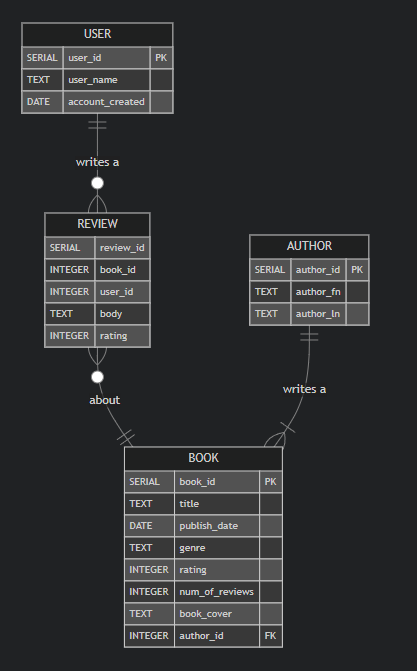 USER
SERIAL user_id PK
TEXT user_name
DATE account_created
writes a
REVIEW
SERIAL review_id
INTEGER book_id
INTEGER user_id
TEXT body
INTEGER rating
AUTHOR
SERIAL author_id PK
TEXT author_fn
TEXT author_ln
writes a
about
BOOK
SERIAL book_id PK
TEXT title
DATE publish_date
TEXT genre
INTEGER rating
INTEGER num_of_reviews
TEXT book_cover
INTEGER author_id FK